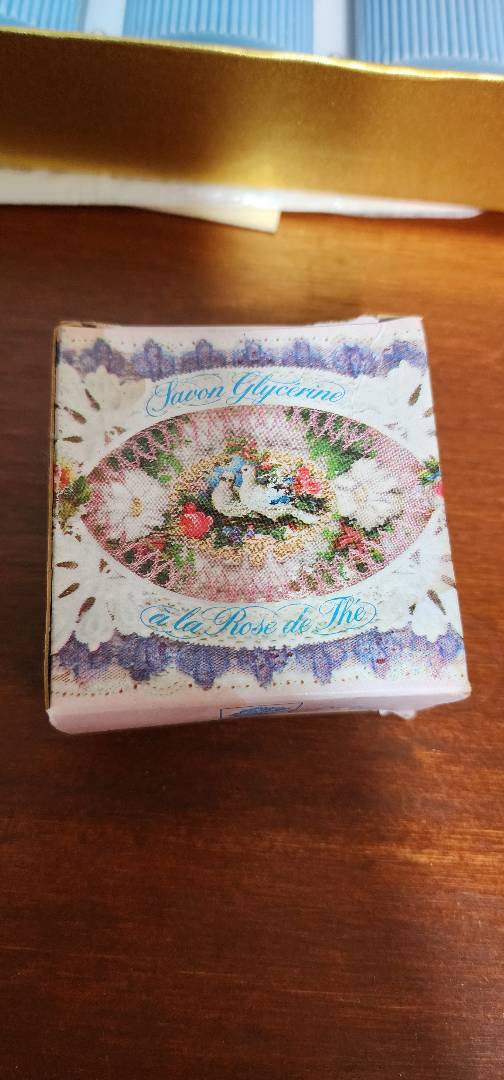 Savon Glycérine
à la Rose de Thé